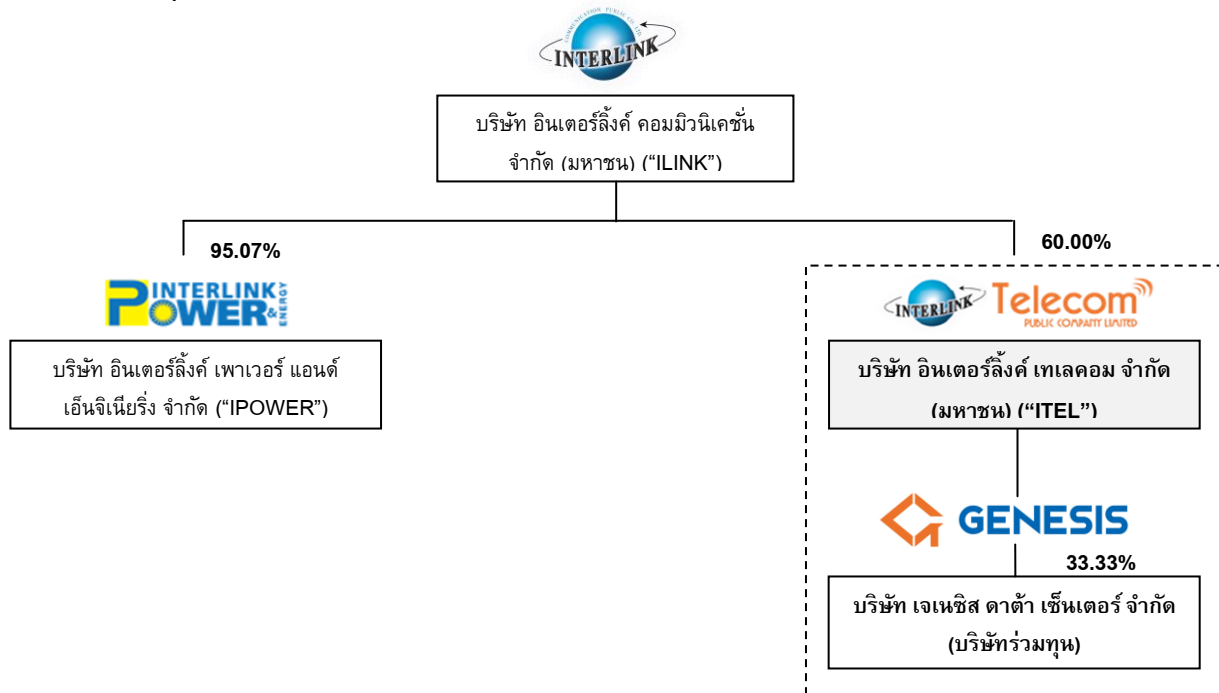 COMMUNICATION PUBLIC CO. LTD.
INTERLINK
บริษัท อินเตอร์ลิ้งค์ คอมมิวนิเคชั่น
จำกัด (มหาชน) (“ILINK”)
95.07%
60.00%
INTERLINK
POWER & ENERGY
INTERLINK Telecom
PUBLIC COMPANY LIMITED
บริษัท อินเตอร์ลิ้งค์ เพาเวอร์ แอนด์
เอ็นจิเนียริ่ง จำกัด (“IPOWER”)
บริษัท อินเตอร์ลิ้งค์ เทเลคอม จำกัด
(มหาชน) (“ITEL”)
GENESIS
33.33%
บริษัท เจเนซิส ดาต้า เซ็นเตอร์ จำกัด
(บริษัทร่วมทุน)